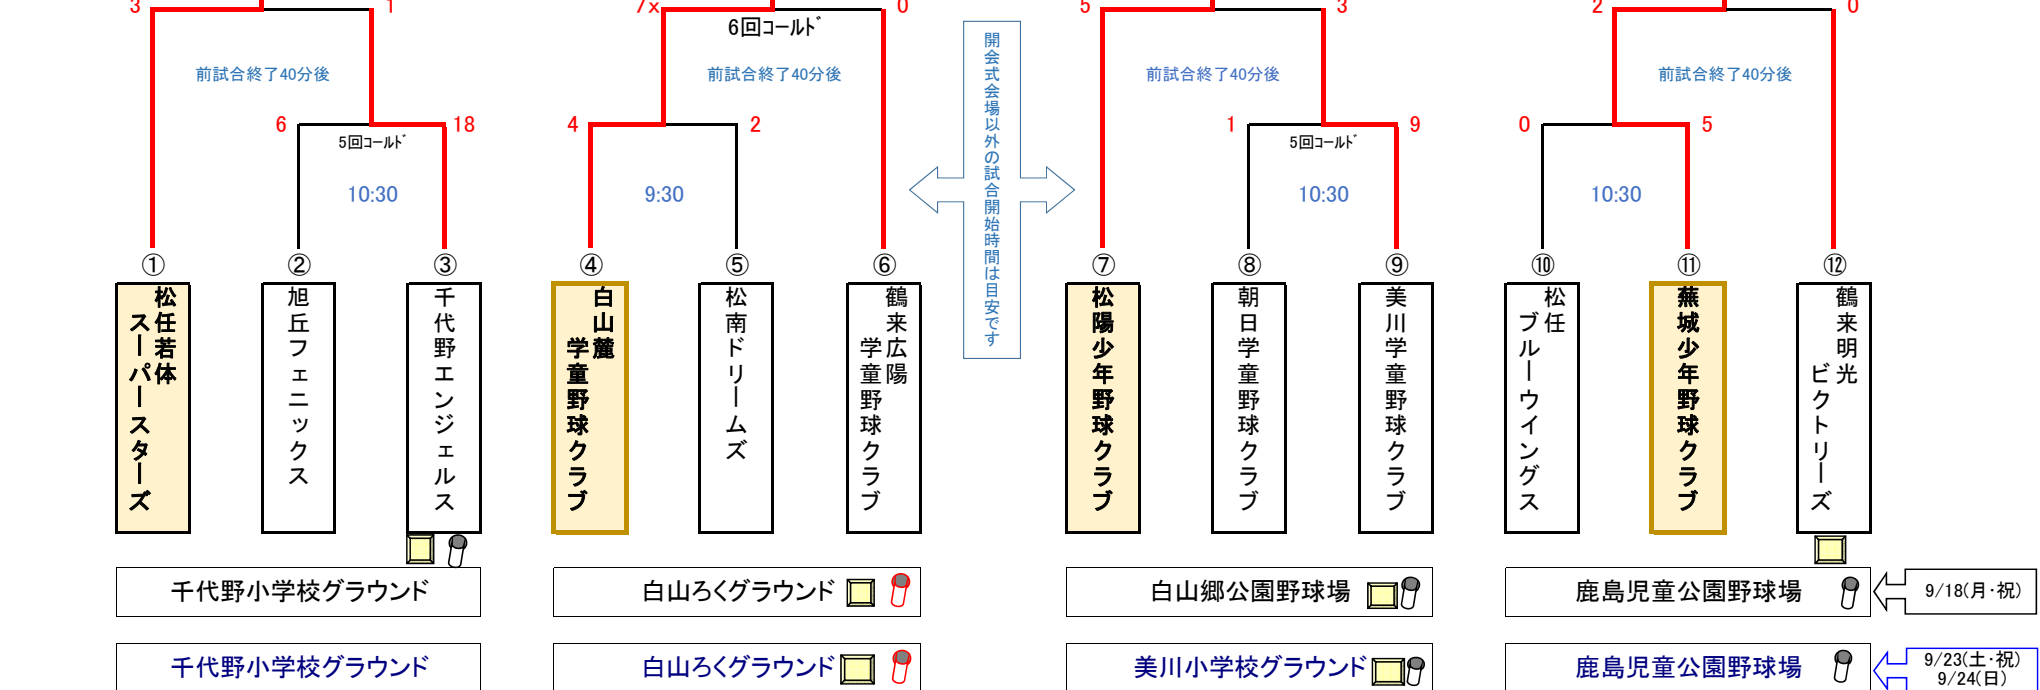 3 1 7x 0 5 3 2 0
6回コールド
前試合終了40分後 前試合終了40分後 前試合終了40分後 前試合終了40分後
6 18 4 2 1 9 0 5
5回コールド 5回コールド
10:30 9:30 10:30 10:30
開会式会場以外の試合開始時間は目安です
① ② ③ ④ ⑤ ⑥ ⑦ ⑧ ⑨ ⑩ ⑪ ⑫
松任若体
スーパースターズ
旭丘フェニックス
千代野エンジェルス
白山麓
学童野球クラブ
松南ドリームズ
鶴来広陽
学童野球クラブ
松陽少年野球クラブ
朝日学童野球クラブ
美川学童野球クラブ
松任
ブルーウイングス
蕪城少年野球クラブ
鶴来明光
ビクトリーズ
千代野小学校グラウンド 白山ろくグラウンド 白山郷公園野球場 鹿島児童公園野球場 9/18(月・祝)
千代野小学校グラウンド 白山ろくグラウンド 美川小学校グラウンド 鹿島児童公園野球場 9/23(土・祝)
9/24(日)